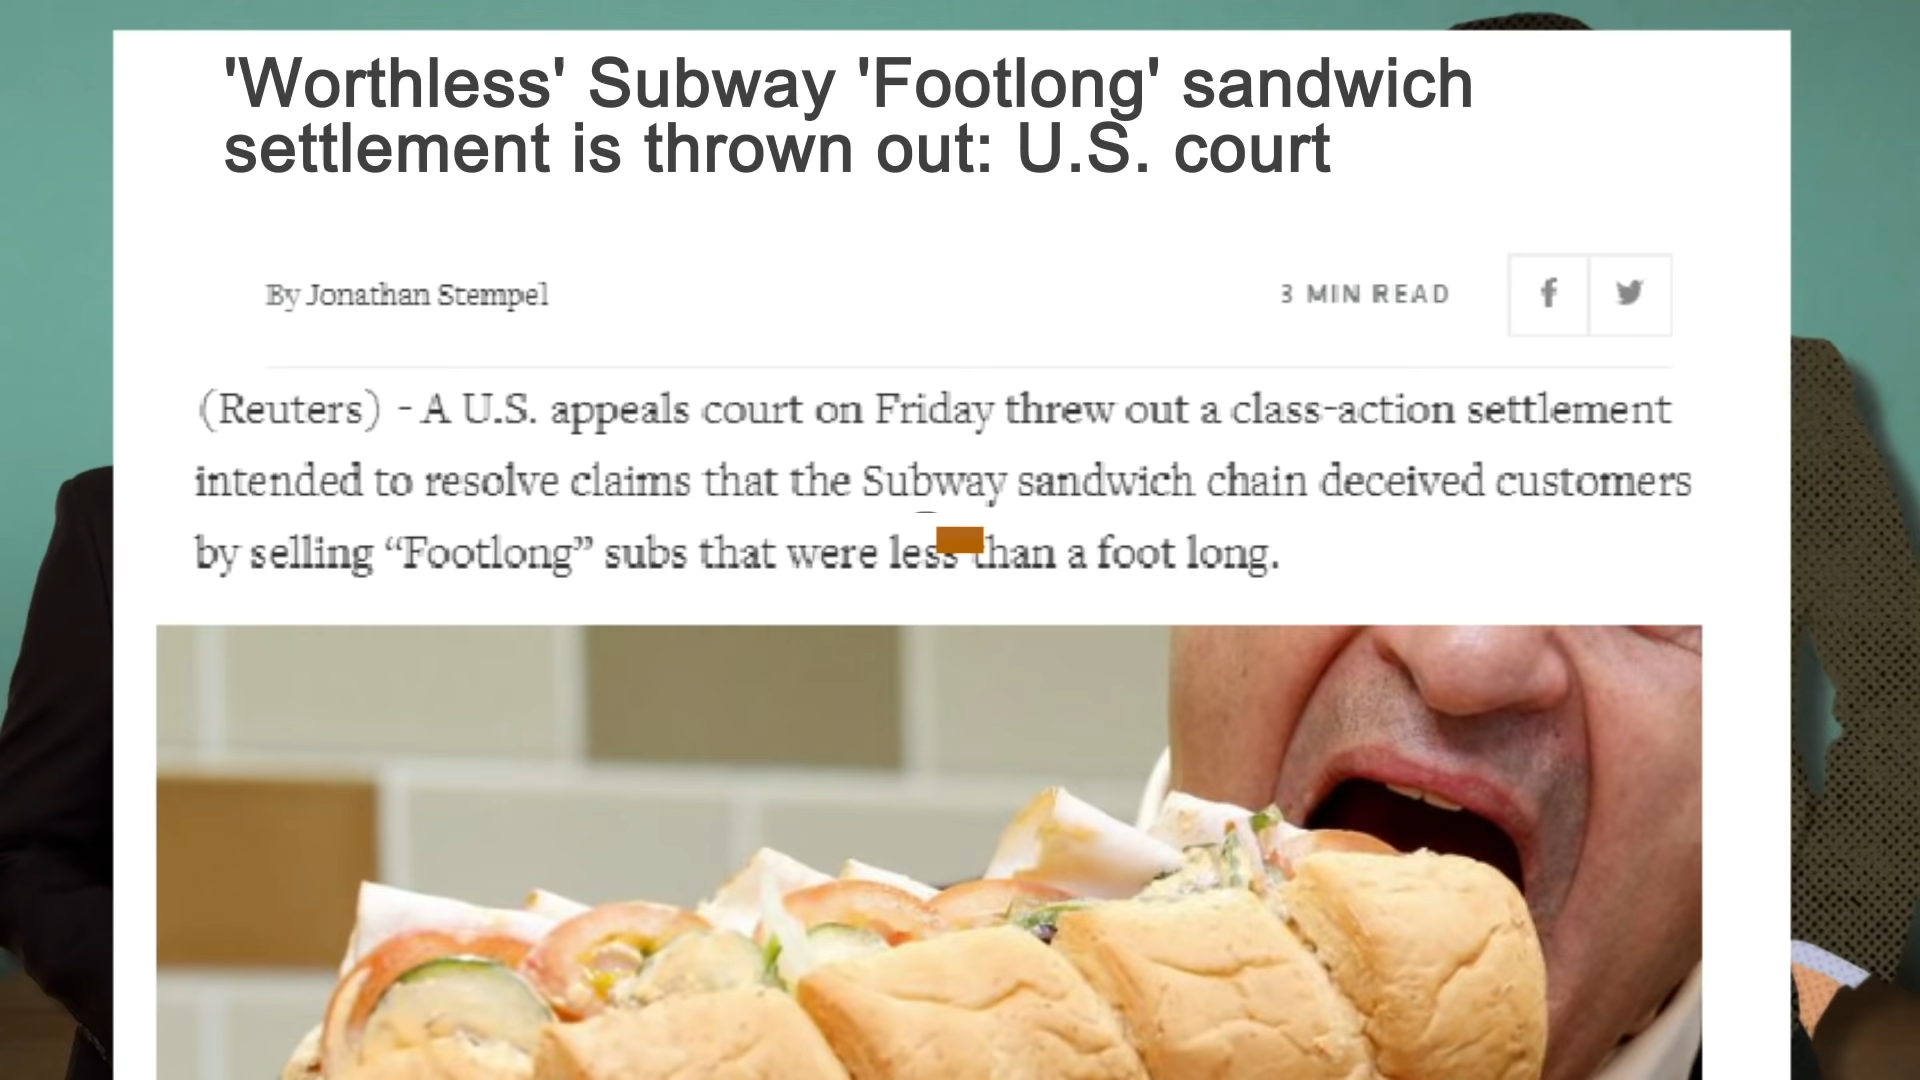 'Worthless' Subway 'Footlong' sandwich
settlement is thrown out: U.S. court
By Jonathan Stempel
3 MIN READ
(Reuters) - A U.S. appeals court on Friday threw out a class-action settlement
intended to resolve claims that the Subway sandwich chain deceived customers
by selling “Footlong” subs that were less than a foot long.